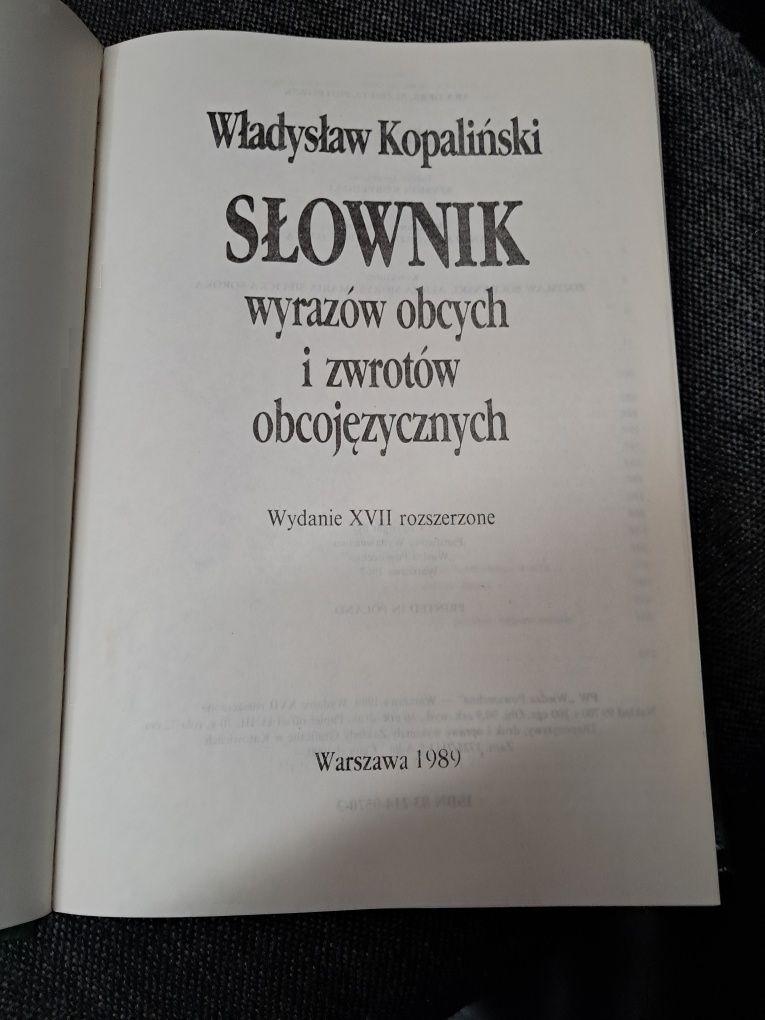 Władysław Kopaliński
SŁOWNIK
wyrazów obcych
i zwrotów
obcojęzycznych
Wydanie XVII rozszerzone
Warszawa 1989